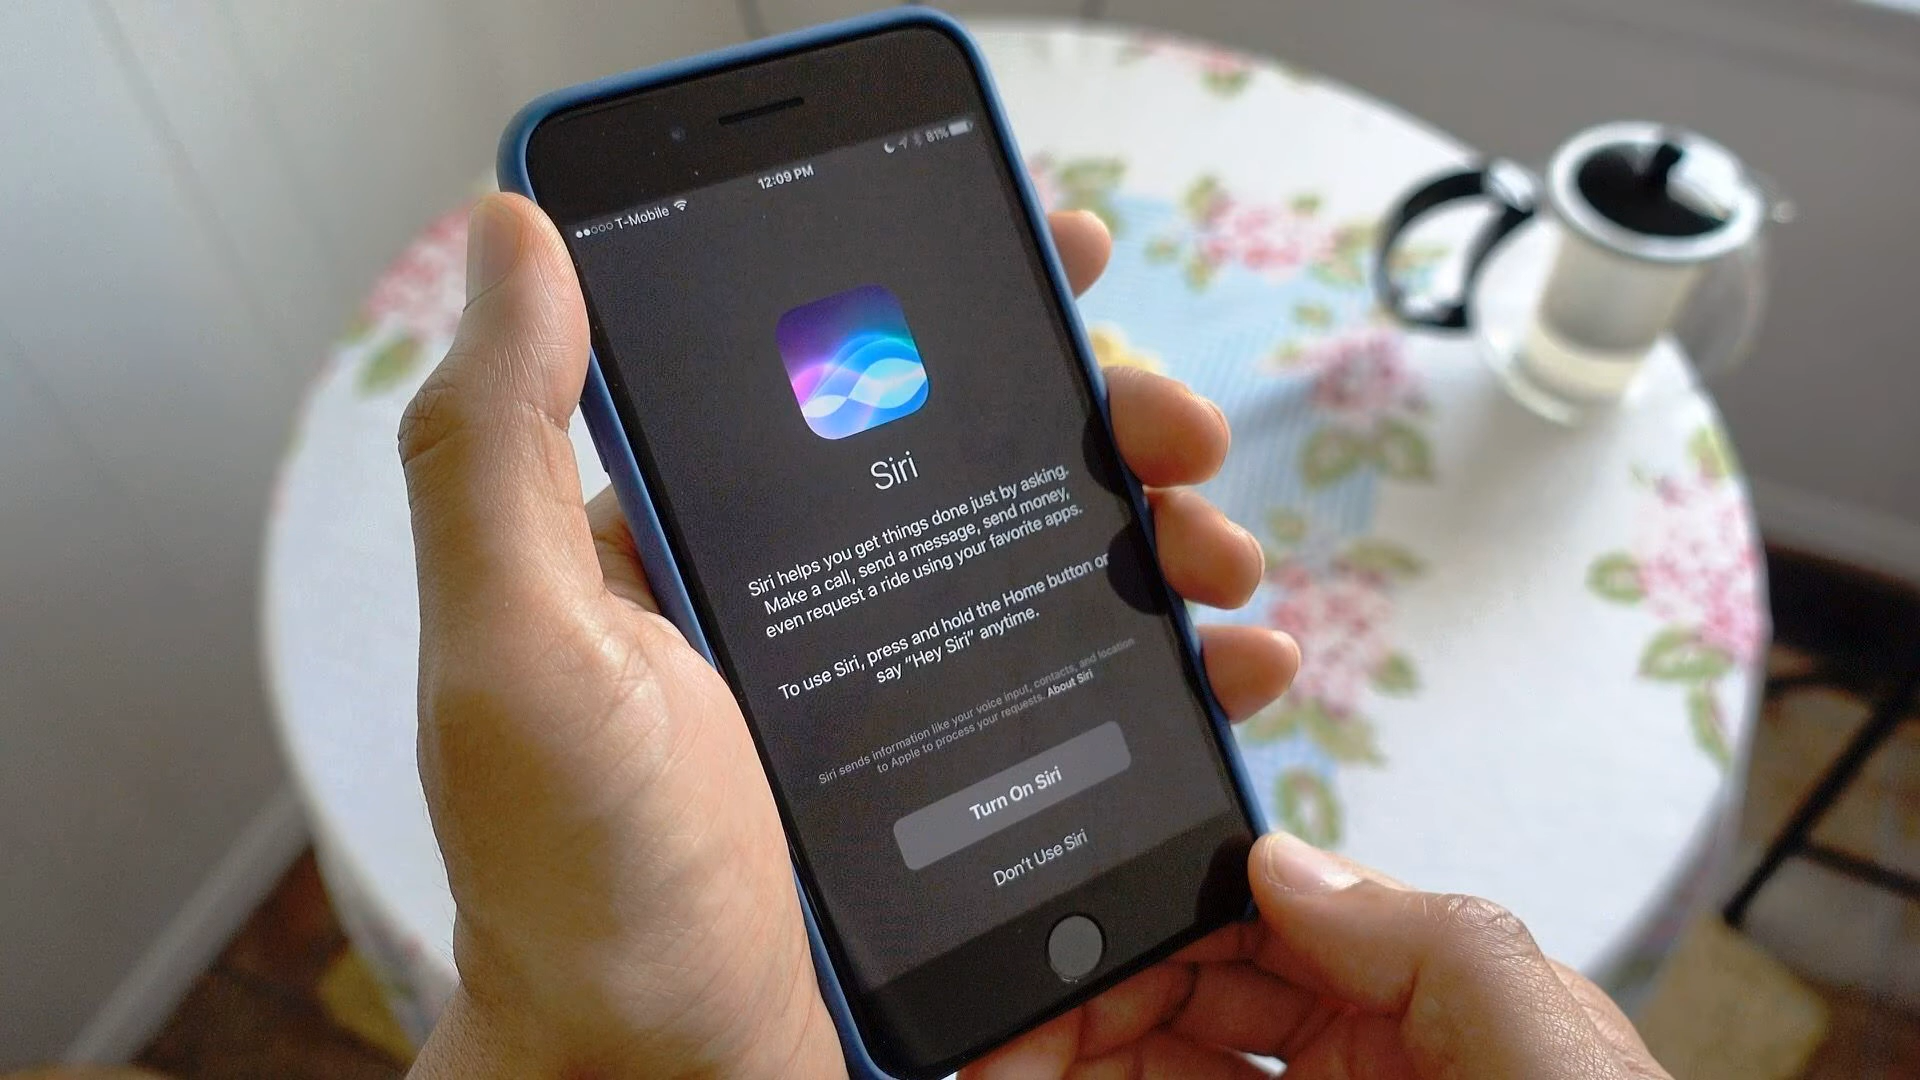 ●●○○○ T-Mobile
12:09 PM
81%
Siri
Siri helps you get things done just by asking.
Make a call, send a message, send money,
even request a ride using your favorite apps.
To use Siri, press and hold the Home button or
say “Hey Siri” anytime.
Siri sends information like your voice input, contacts, and location
to Apple to process your requests. About Siri
Turn On Siri
Don’t Use Siri